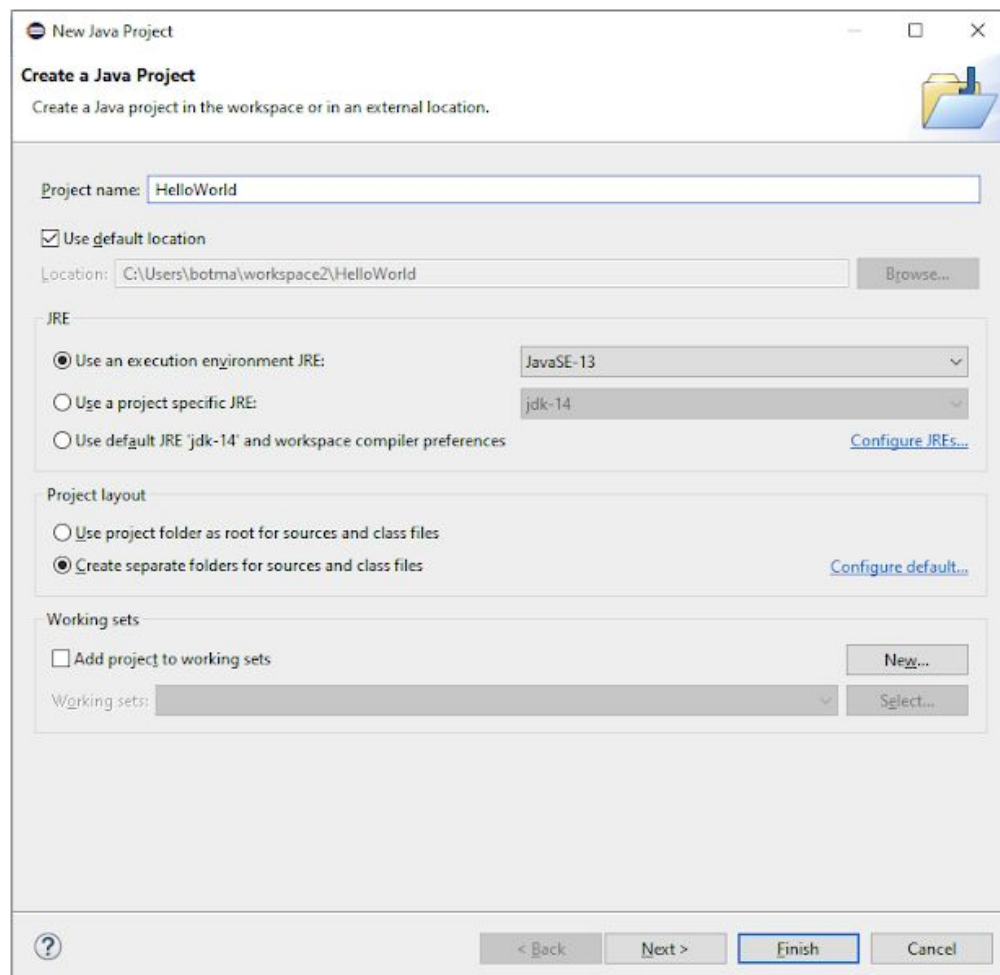 New Java Project
Create a Java Project
Create a Java project in the workspace or in an external location.
Project name: HelloWorld
Use default location
Location: C:\Users\botma\workspace2\HelloWorld Browse...
JRE
Use an execution environment JRE: JavaSE-13
Use a project specific JRE: jdk-14
Use default JRE 'jdk-14' and workspace compiler preferences Configure JREs...
Project layout
Use project folder as root for sources and class files
Create separate folders for sources and class files Configure default...
Working sets
Add project to working sets New...
Working sets: Select...
? < Back Next > Finish Cancel